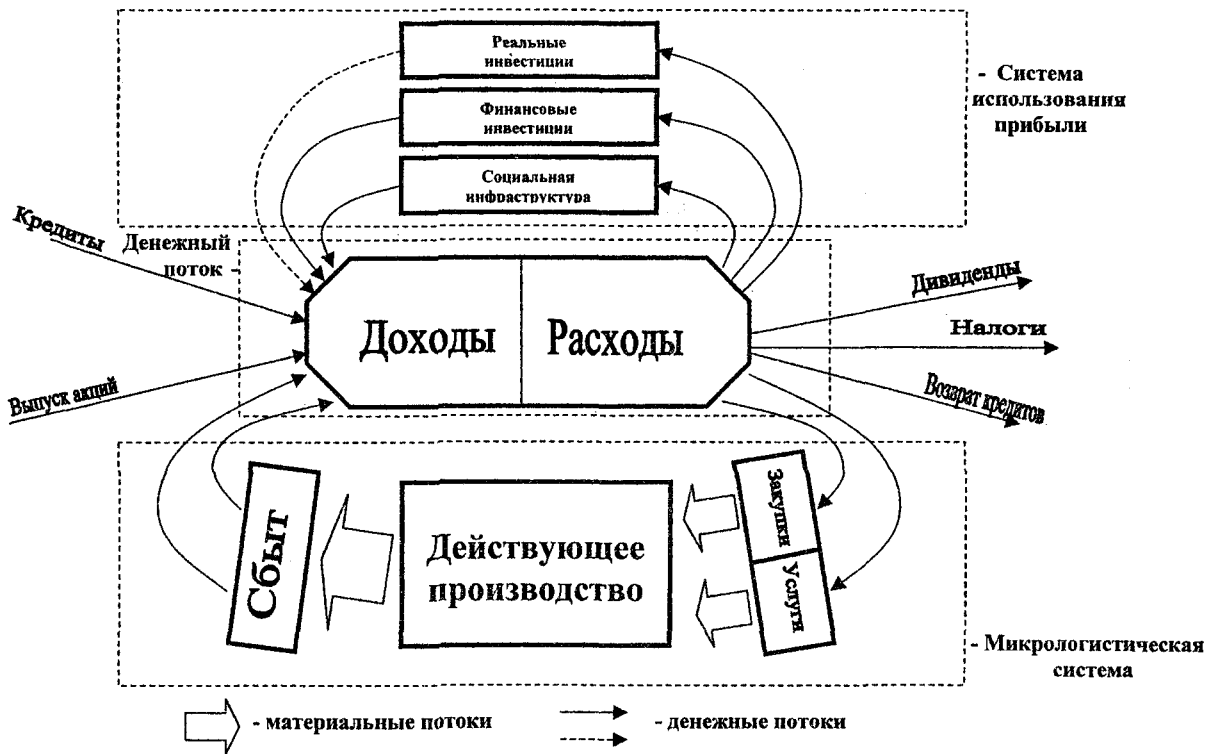 Реальные
инвестиции
- Система
использования
прибыли
Финансовые
инвестиции
Социальная
инфраструктура
Кредиты
Денежный
поток -
Дивиденды
Доходы
Расходы
Налоги
Выпуск акций
Возврат кредитов
Сбыт
Действующее
производство
Закупки
Услуги
- Микрологистическая
система
- материальные потоки
- денежные потоки